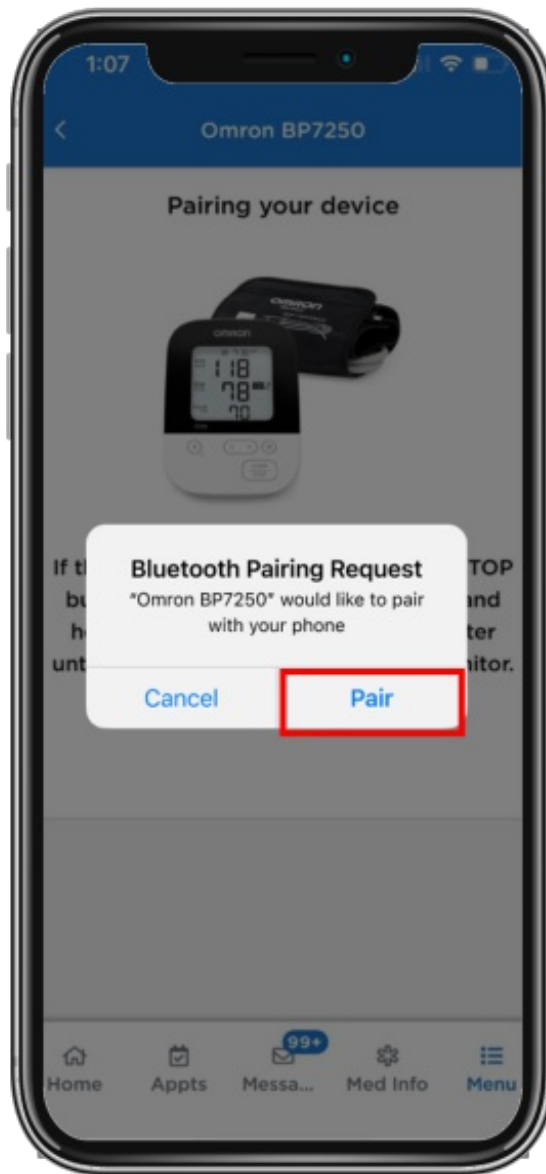 1:07
Omron BP7250
Pairing your device
OMRON
OMRON
118
78
70
If t
TOP
bu
and
h
ter
unt
nitor.
Bluetooth Pairing Request
"Omron BP7250" would like to pair
with your phone
Cancel
Pair
99+
Home
Appts
Messa...
Med Info
Menu